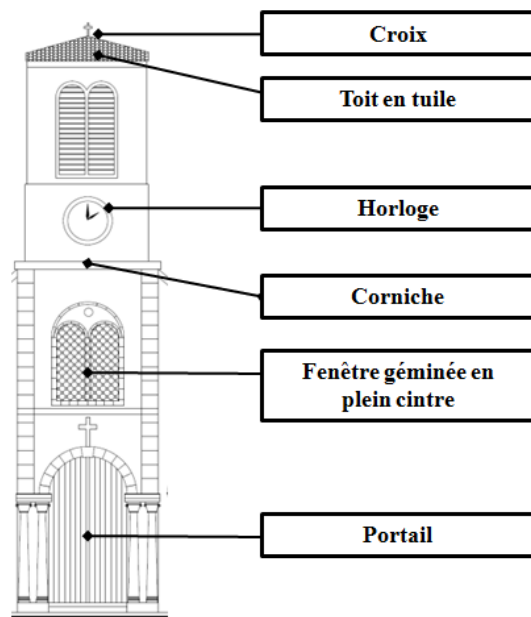 Croix
Toit en tuile
Horloge
Corniche
Fenêtre géminée en
plein cintre
Portail